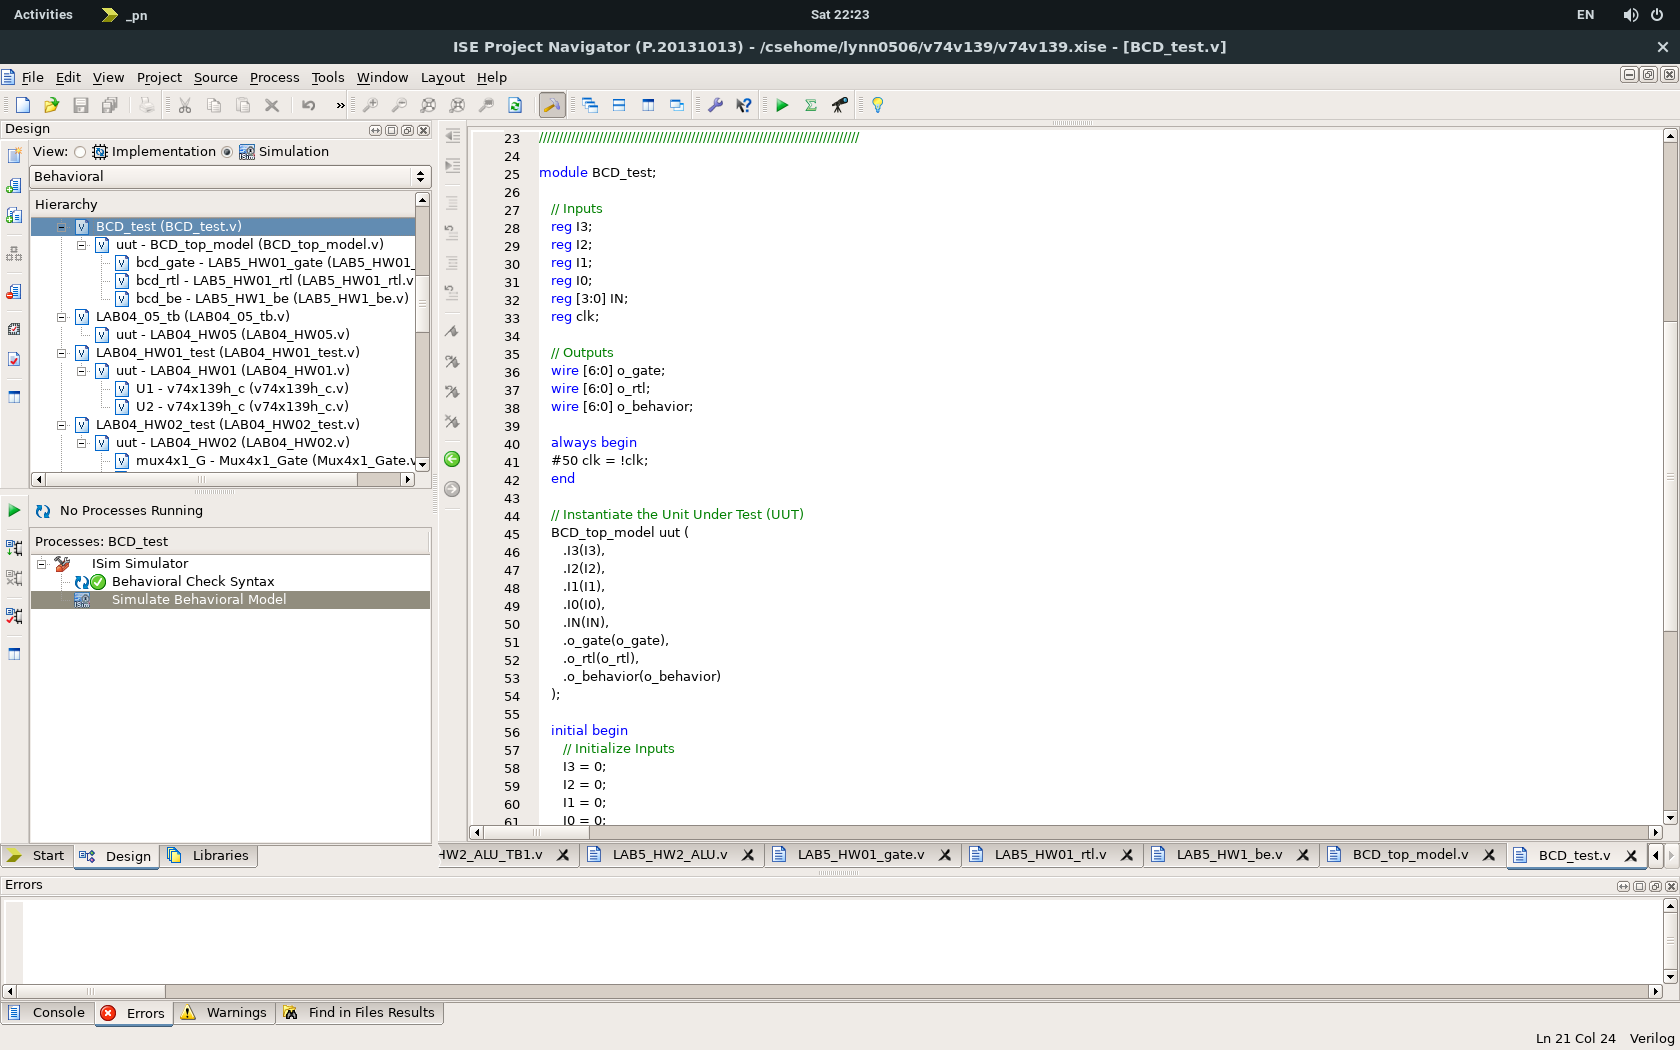 Activities _pn Sat 22:23 EN
ISE Project Navigator (P.20131013) - /csehome/lynn0506/v74v139/v74v139.xise - [BCD_test.v]
File Edit View Project Source Process Tools Window Layout Help
Design
View: Implementation Simulation
Behavioral
Hierarchy
BCD_test (BCD_test.v)
uut - BCD_top_model (BCD_top_model.v)
bcd_gate - LAB5_HW01_gate (LAB5_HW01_
bcd_rtl - LAB5_HW01_rtl (LAB5_HW01_rtl.v
bcd_be - LAB5_HW1_be (LAB5_HW1_be.v)
LAB04_05_tb (LAB04_05_tb.v)
uut - LAB04_HW05 (LAB04_HW05.v)
LAB04_HW01_test (LAB04_HW01_test.v)
uut - LAB04_HW01 (LAB04_HW01.v)
U1 - v74x139h_c (v74x139h_c.v)
U2 - v74x139h_c (v74x139h_c.v)
LAB04_HW02_test (LAB04_HW02_test.v)
uut - LAB04_HW02 (LAB04_HW02.v)
mux4x1_G - Mux4x1_Gate (Mux4x1_Gate.v
No Processes Running
Processes: BCD_test
ISim Simulator
Behavioral Check Syntax
Simulate Behavioral Model
Start Design Libraries
23 ////////////////////////////////////////////////////////////////////////////////
24
25 module BCD_test;
26
27 // Inputs
28 reg I3;
29 reg I2;
30 reg I1;
31 reg I0;
32 reg [3:0] IN;
33 reg clk;
34
35 // Outputs
36 wire [6:0] o_gate;
37 wire [6:0] o_rtl;
38 wire [6:0] o_behavior;
39
40 always begin
41 #50 clk = !clk;
42 end
43
44 // Instantiate the Unit Under Test (UUT)
45 BCD_top_model uut (
46 .I3(I3),
47 .I2(I2),
48 .I1(I1),
49 .I0(I0),
50 .IN(IN),
51 .o_gate(o_gate),
52 .o_rtl(o_rtl),
53 .o_behavior(o_behavior)
54 );
55
56 initial begin
57 // Initialize Inputs
58 I3 = 0;
59 I2 = 0;
60 I1 = 0;
61 I0 = 0;
HW2_ALU_TB1.v LAB5_HW2_ALU.v LAB5_HW01_gate.v LAB5_HW01_rtl.v LAB5_HW1_be.v BCD_top_model.v BCD_test.v
Errors
Console Errors Warnings Find in Files Results
Ln 21 Col 24 Verilog